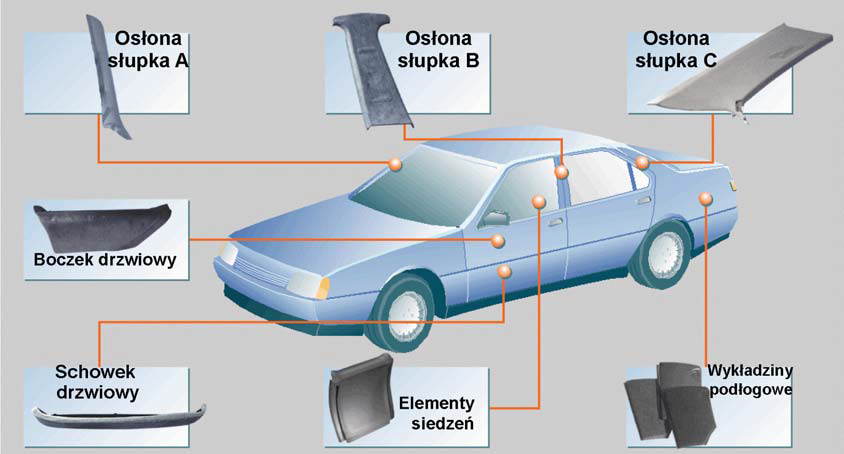 Osłona
słupka A
Osłona
słupka B
Osłona
słupka C
Boczek drzwiowy
Schowek
drzwiowy
Elementy
siedzeń
Wykładziny
podłogowe